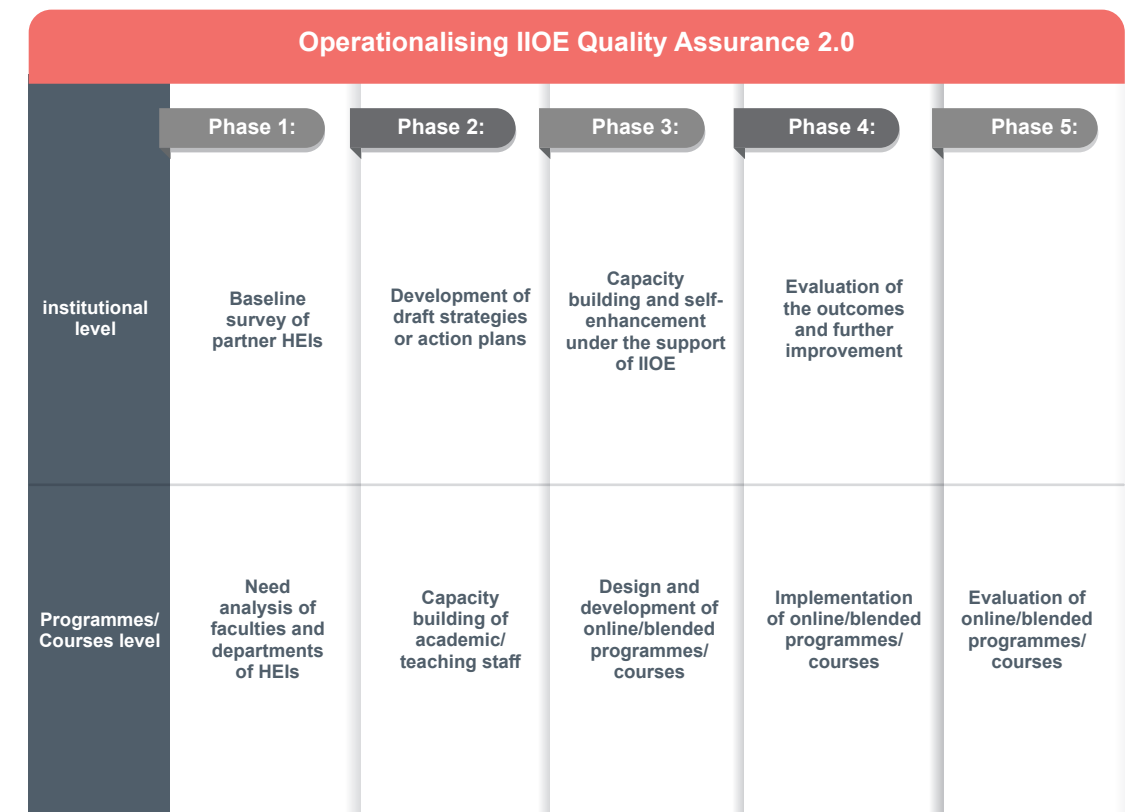 Operationalising IIOE Quality Assurance 2.0
Phase 1:
Phase 2:
Phase 3:
Phase 4:
Phase 5:
institutional
level
Baseline
survey of
partner HEIs
Development of
draft strategies
or action plans
Capacity
building and self-
enhancement
under the support
of IIOE
Evaluation of
the outcomes
and further
improvement
Programmes/
Courses level
Need
analysis of
faculties and
departments
of HEIs
Capacity
building of
academic/
teaching staff
Design and
development of
online/blended
programmes/
courses
Implementation
of online/blended
programmes/
courses
Evaluation of
online/blended
programmes/
courses